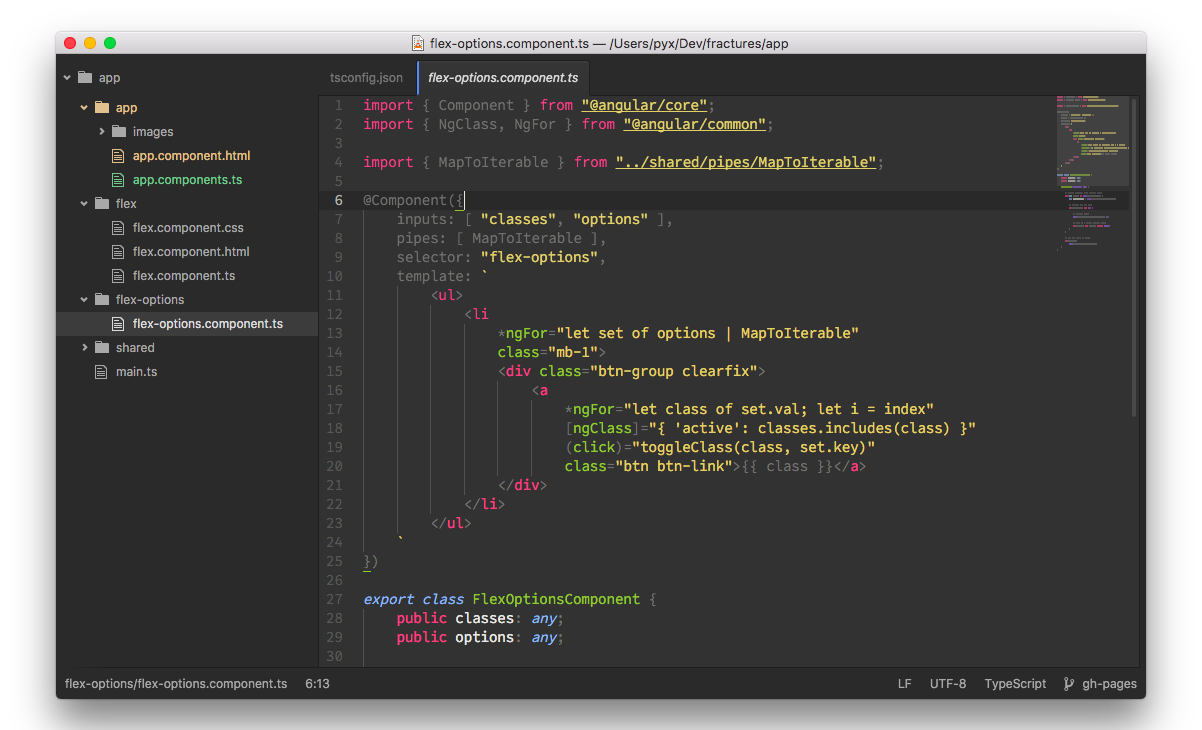 flex-options.component.ts — /Users/pyx/Dev/fractures/app
app
app
images
app.component.html
app.components.ts
flex
flex.component.css
flex.component.html
flex.component.ts
flex-options
flex-options.component.ts
shared
main.ts
tsconfig.json flex-options.component.ts
1 import { Component } from "@angular/core";
2 import { NgClass, NgFor } from "@angular/common";
3
4 import { MapToIterable } from "../shared/pipes/MapToIterable";
5
6 @Component({
7 inputs: [ "classes", "options" ],
8 pipes: [ MapToIterable ],
9 selector: "flex-options",
10 template: `
11 <ul>
12 <li
13 *ngFor="let set of options | MapToIterable"
14 class="mb-1">
15 <div class="btn-group clearfix">
16 <a
17 *ngFor="let class of set.val; let i = index"
18 [ngClass]="{ 'active': classes.includes(class) }"
19 (click)="toggleClass(class, set.key)"
20 class="btn btn-link">{{ class }}</a>
21 </div>
22 </li>
23 </ul>
24 `
25 })
26
27 export class FlexOptionsComponent {
28 public classes: any;
29 public options: any;
30
flex-options/flex-options.component.ts 6:13 LF UTF-8 TypeScript gh-pages